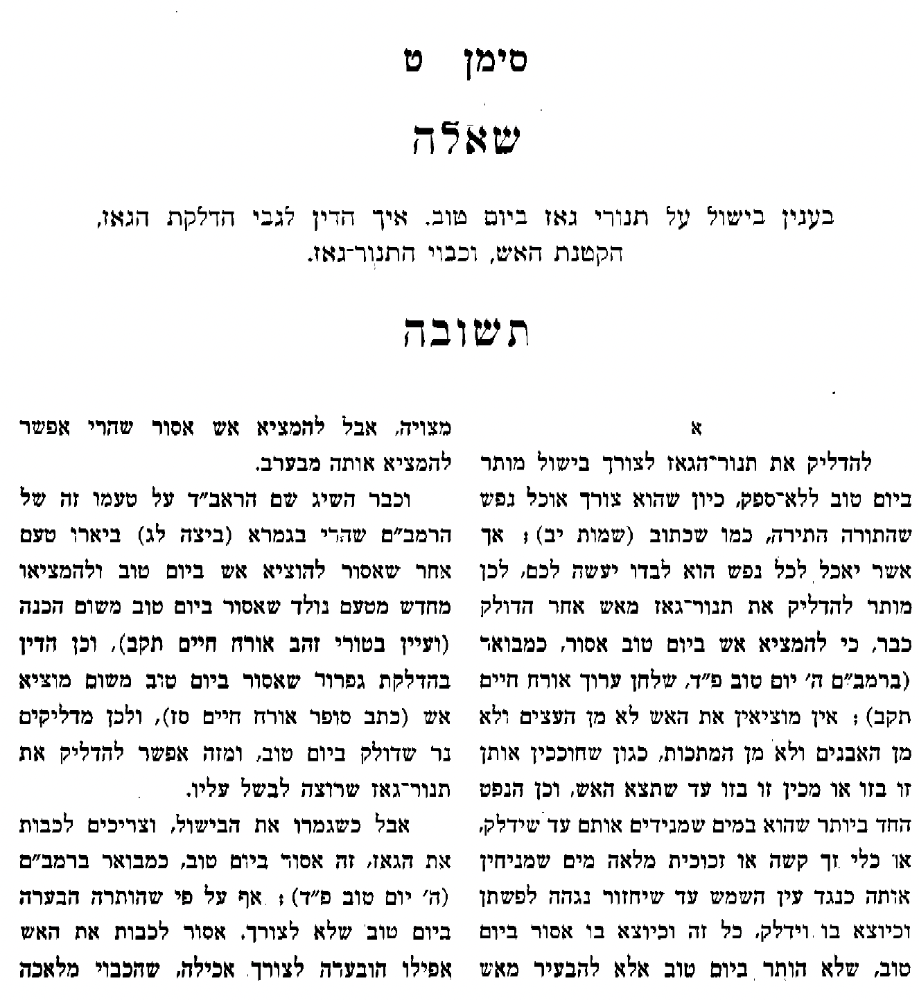 סימן ט
שאלה
בענין בישול על תנורי גאז ביום טוב. איך הדין לגבי הדלקת הגאז,
הקטנת האש, וכבוי התנור־גאז.
תשובה
א
להדליק את תנור־הגאז לצורך בישול מותר
ביום טוב ללא־ספק, כיון שהוא צורך אוכל נפש
שהתורה התירה, כמו שכתוב (שמות יב); אך
אשר יאכל לכל נפש הוא לבדו יעשה לכם, לכן
מותר להדליק את תנור־גאז מאש אחר הדולק
כבר, כי להמציא אש ביום טוב אסור, כמבואר
(ברמב״ם ה׳ יום טוב פ״ד, שלחן ערוך אורח חיים
תקב); אין מוציאין את האש לא מן העצים ולא
מן האבנים ולא מן המתכות, כגון שחוככין אותן
זו בזו או מכין זו בזו עד שתצא האש, וכן הנפט
החד ביותר שהוא במים שמנידים אותם עד שידלק,
או כלי זך קשה או זכוכית מלאה מים שמניחין
אותה כנגד עין השמש עד שיחזור נגהה לפשתן
וכיוצא בו וידלק, כל זה וכיוצא בו אסור ביום
טוב, שלא הותר ביום טוב אלא להבעיר מאש
מצויה, אבל להמציא אש אסור שהרי אפשר
להמציא אותה מבערב.
וכבר השיג שם הראב״ד על טעמו זה של
הרמב״ם שהרי בגמרא (ביצה לג) ביארו טעם
אחר שאסור להוציא אש ביום טוב ולהמציאו
מחדש מטעם נולד שאסור ביום טוב משום הכנה
(ועיין בטורי זהב אורח חיים תקב), וכן הדין
בהדלקת גפרור שאסור ביום טוב משום מוציא
אש (כתב סופר אורח חיים סז), ולכן מדליקים
נר שדולק ביום טוב, ומזה אפשר להדליק את
תנור־גאז שרוצה לבשל עליו.
אבל כשגמרו את הבישול, וצריכים לכבות
את הגאז, זה אסור ביום טוב, כמבואר ברמב״ם
(ה׳ יום טוב פ״ד); אף על פי שהותרה הבערה
ביום טוב שלא לצורך, אסור לכבות את האש
אפילו הובערה לצורך אכילה, שהכבוי מלאכה